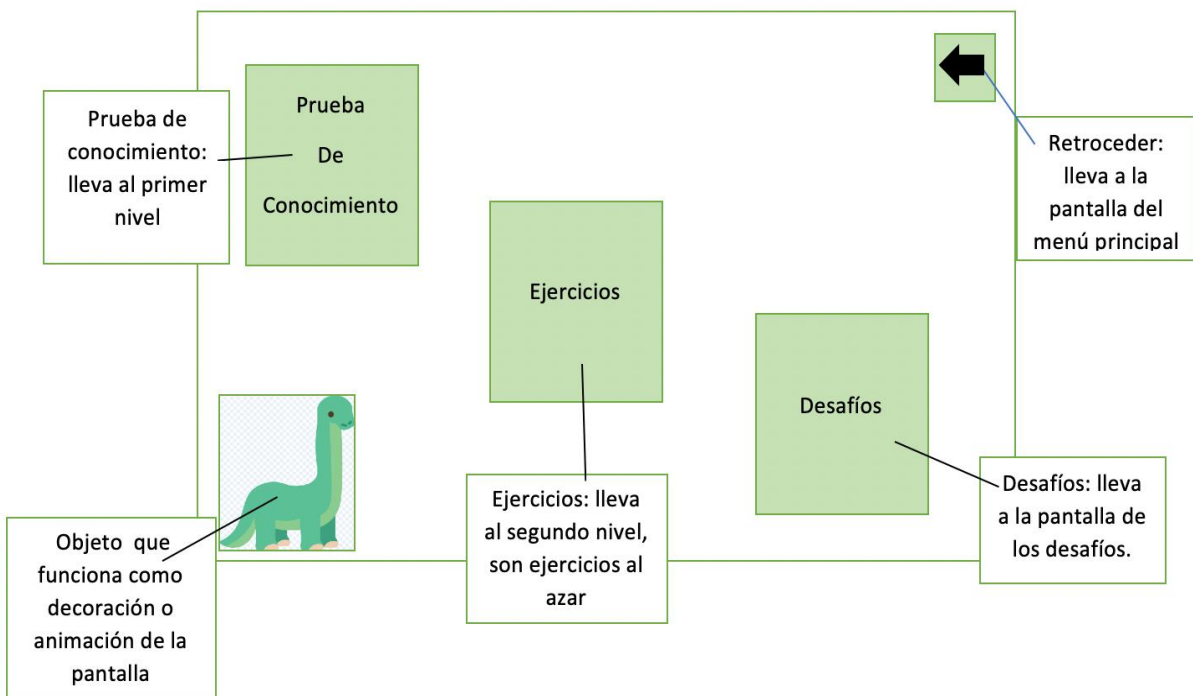 Prueba de
conocimiento:
lleva al primer
nivel
Prueba
De
Conocimiento
Retroceder:
lleva a la
pantalla del
menú principal
Ejercicios
Desafíos
Ejercicios: lleva
al segundo nivel,
son ejercicios al
azar
Desafíos: lleva
a la pantalla de
los desafíos.
Objeto que
funciona como
decoración o
animación de la
pantalla